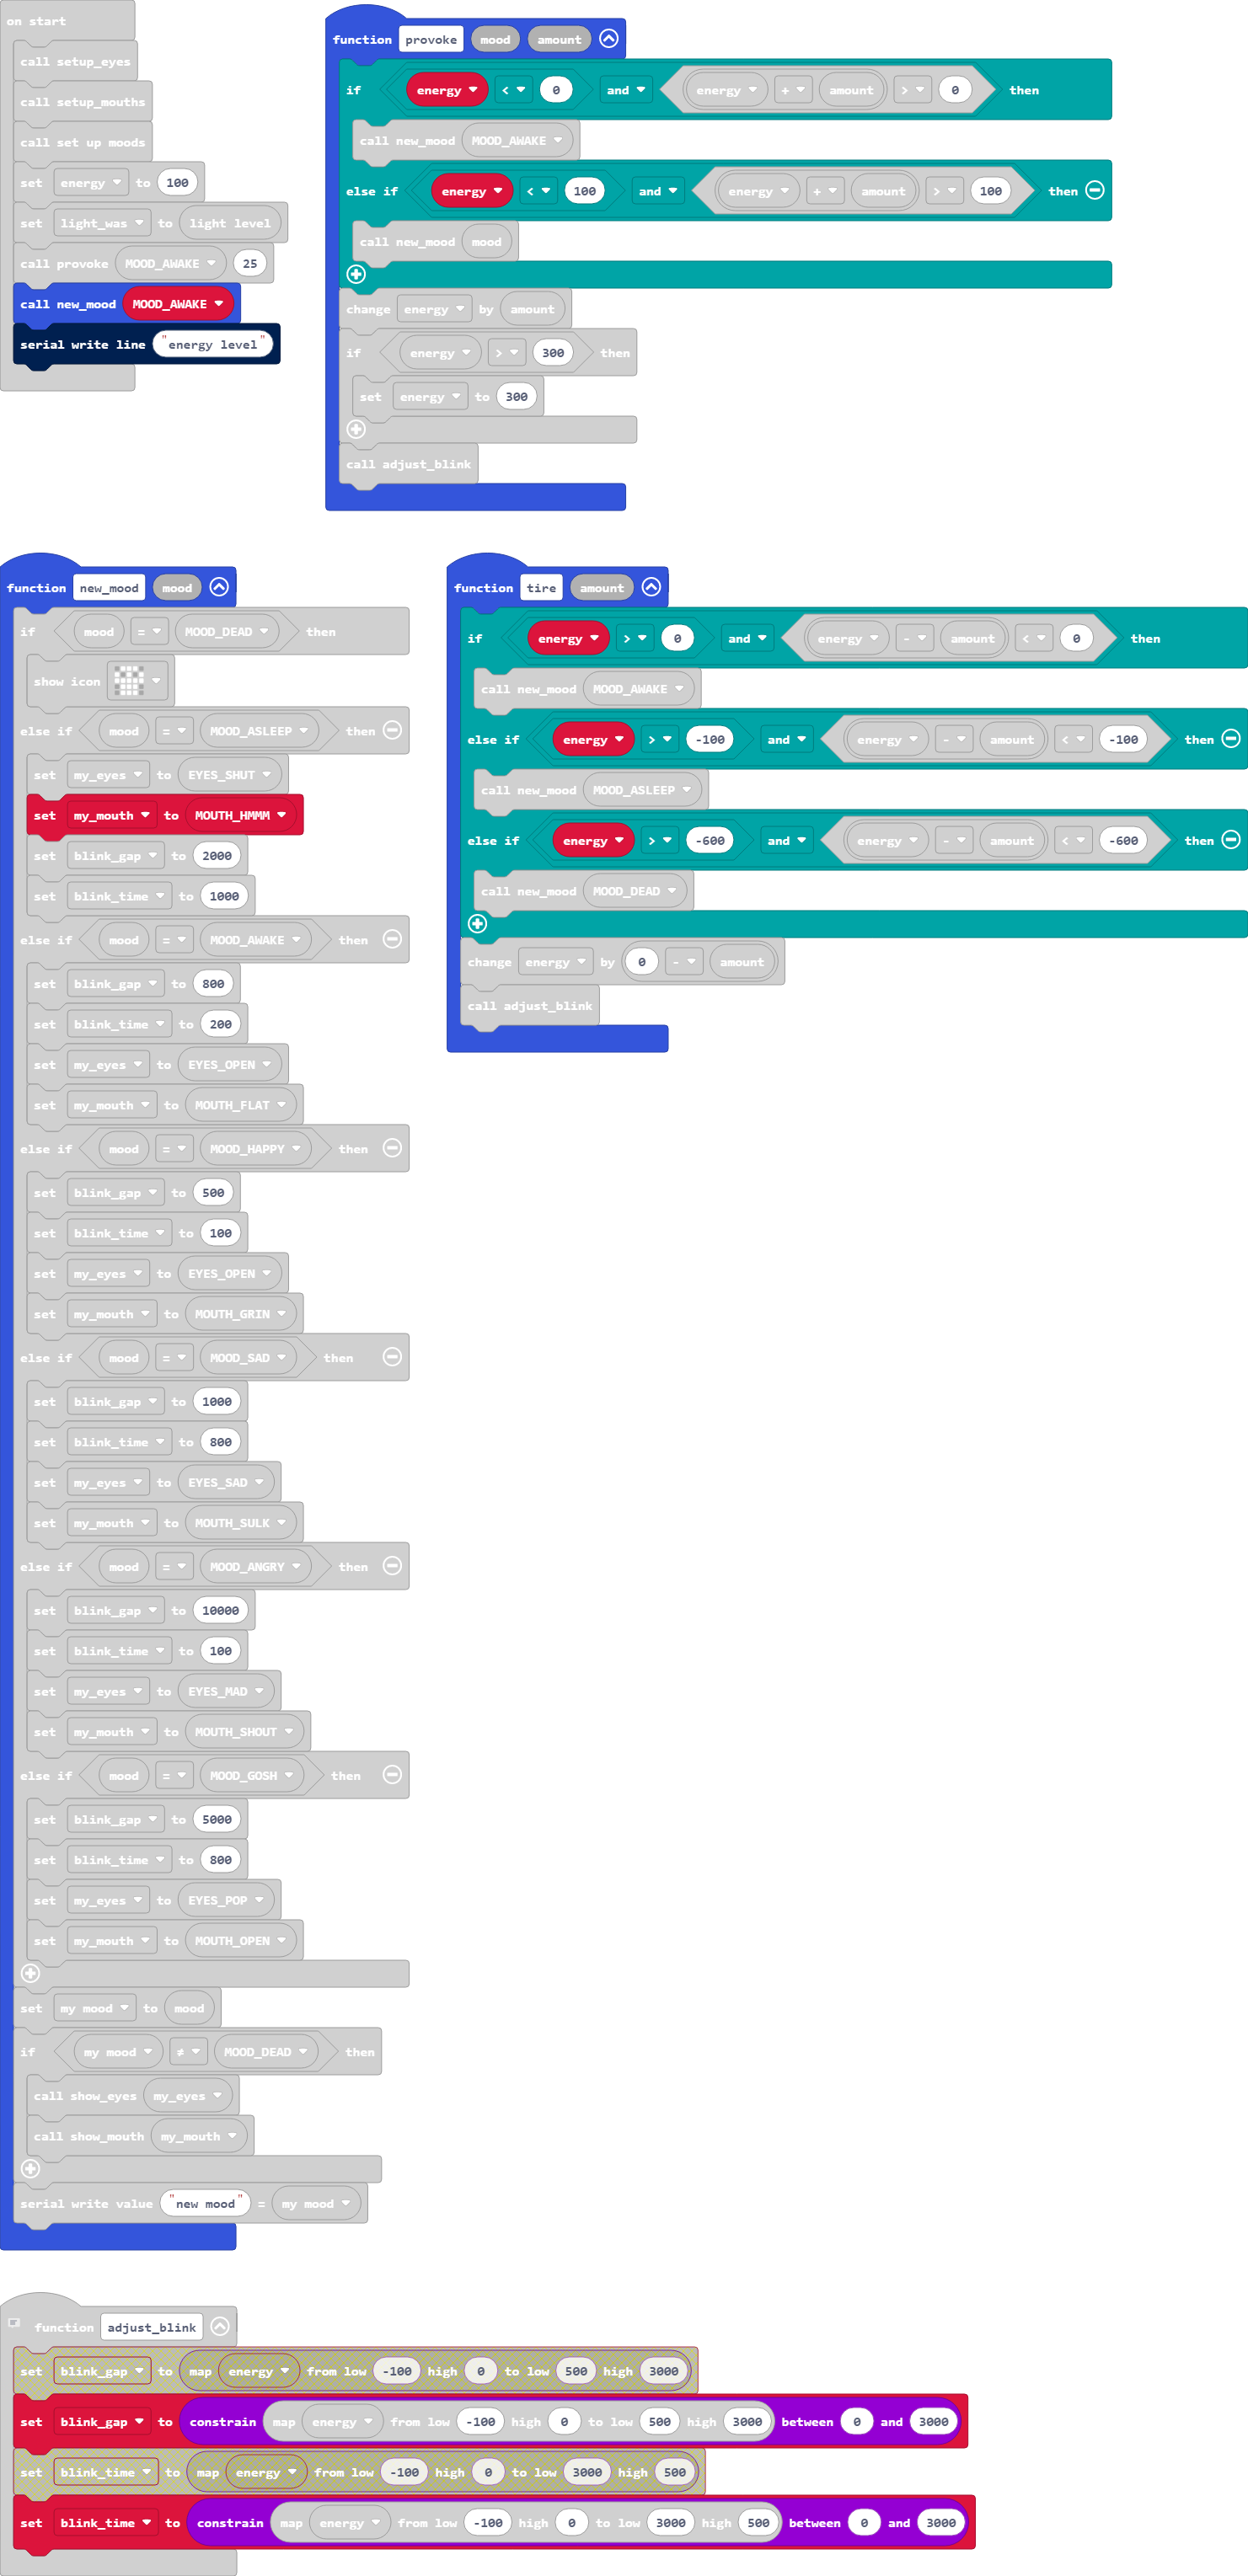 on start
call setup_eyes
call setup_mouths
call set up moods
set energy to 100
set light_was to light level
call provoke MOOD_AWAKE 25
call new_mood MOOD_AWAKE
serial write line "energy level"
function provoke mood amount
if energy < 0 and energy + amount > 0 then
call new_mood MOOD_AWAKE
else if energy < 100 and energy + amount > 100 then
call new_mood mood
change energy by amount
if energy > 300 then
set energy to 300
call adjust_blink
function new_mood mood
if mood = MOOD_DEAD then
show icon
else if mood = MOOD_ASLEEP then
set my_eyes to EYES_SHUT
set my_mouth to MOUTH_HMMM
set blink_gap to 2000
set blink_time to 1000
else if mood = MOOD_AWAKE then
set blink_gap to 800
set blink_time to 200
set my_eyes to EYES_OPEN
set my_mouth to MOUTH_FLAT
else if mood = MOOD_HAPPY then
set blink_gap to 500
set blink_time to 100
set my_eyes to EYES_OPEN
set my_mouth to MOUTH_GRIN
else if mood = MOOD_SAD then
set blink_gap to 1000
set blink_time to 800
set my_eyes to EYES_SAD
set my_mouth to MOUTH_SULK
else if mood = MOOD_ANGRY then
set blink_gap to 10000
set blink_time to 100
set my_eyes to EYES_MAD
set my_mouth to MOUTH_SHOUT
else if mood = MOOD_GOSH then
set blink_gap to 5000
set blink_time to 800
set my_eyes to EYES_POP
set my_mouth to MOUTH_OPEN
set my mood to mood
if my mood ≠ MOOD_DEAD then
call show_eyes my_eyes
call show_mouth my_mouth
serial write value "new mood" = my mood
function tire amount
if energy > 0 and energy - amount < 0 then
call new_mood MOOD_AWAKE
else if energy > -100 and energy - amount < -100 then
call new_mood MOOD_ASLEEP
else if energy > -600 and energy - amount < -600 then
call new_mood MOOD_DEAD
change energy by 0 - amount
call adjust_blink
function adjust_blink
set blink_gap to map energy from low -100 high 0 to low 500 high 3000
set blink_gap to constrain map energy from low -100 high 0 to low 500 high 3000 between 0 and 3000
set blink_time to map energy from low -100 high 0 to low 3000 high 500
set blink_time to constrain map energy from low -100 high 0 to low 3000 high 500 between 0 and 3000